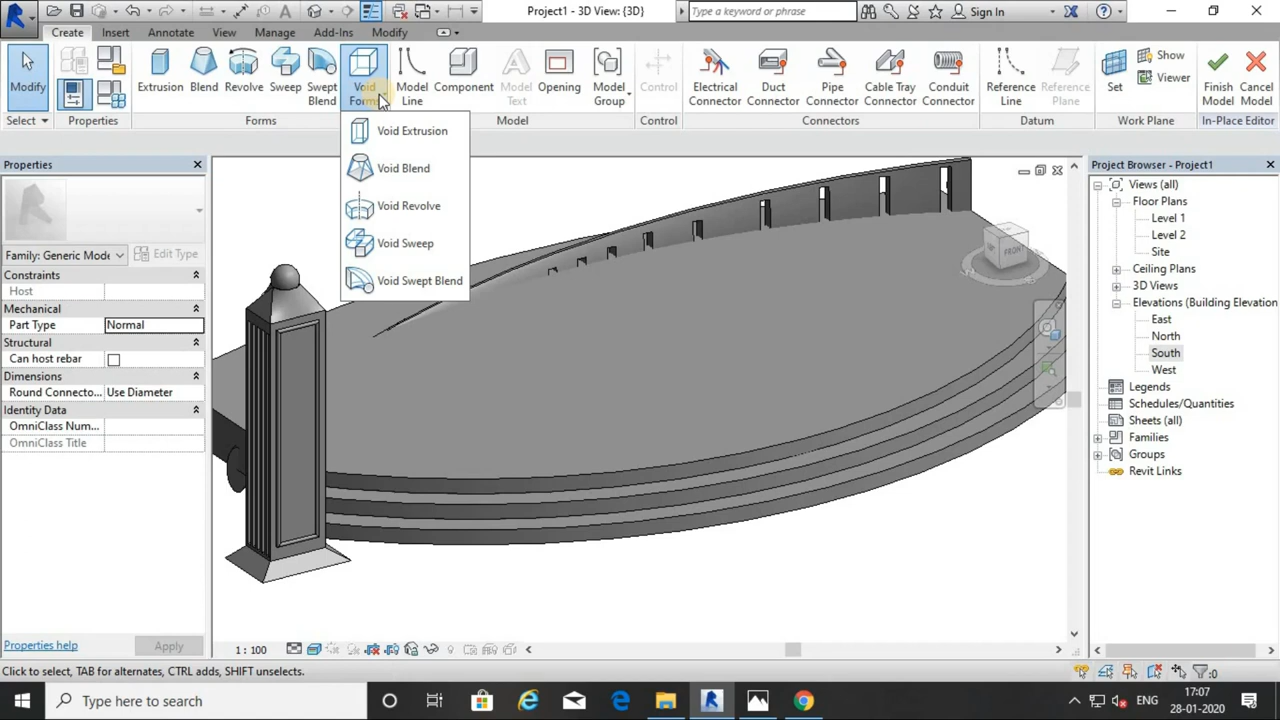 Project1 - 3D View: {3D}
Type a keyword or phrase
Sign In
Create Insert Annotate View Manage Add-Ins Modify
Modify
Extrusion Blend Revolve Sweep Swept Blend
Void Forms
Model Line
Component
Model Text
Opening
Model Group
Control
Electrical Connector
Duct Connector
Pipe Connector
Cable Tray Connector
Conduit Connector
Reference Line
Reference Plane
Set
Show
Viewer
Finish Model
Cancel Model
Select Properties Forms Model Control Connectors Datum Work Plane In-Place Editor
Void Extrusion
Void Blend
Void Revolve
Void Sweep
Void Swept Blend
Properties
Family: Generic Mode
Edit Type
Constraints
Host
Mechanical
Part Type Normal
Structural
Can host rebar
Dimensions
Round Connecto... Use Diameter
Identity Data
OmniClass Num...
OmniClass Title
Properties help
Apply
FRONT
Project Browser - Project1
Views (all)
Floor Plans
Level 1
Level 2
Site
Ceiling Plans
3D Views
Elevations (Building Elevation
East
North
South
West
Legends
Schedules/Quantities
Sheets (all)
Families
Groups
Revit Links
1 : 100
Click to select, TAB for alternates, CTRL adds, SHIFT unselects.
:0
Type here to search
ENG
17:07
28-01-2020